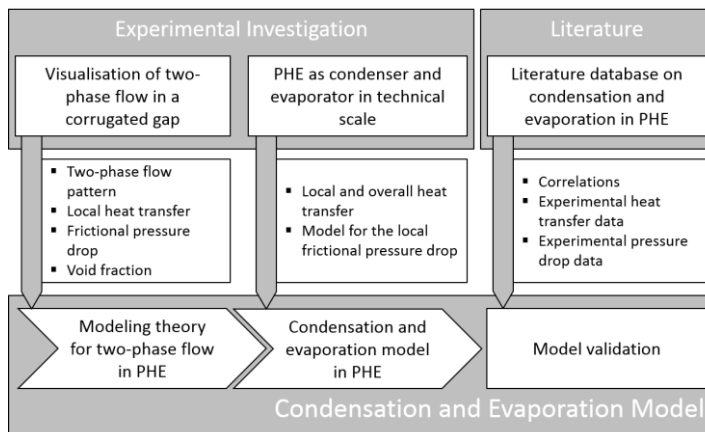 Experimental Investigation
Literature
Visualisation of two-
phase flow in a
corrugated gap
PHE as condenser and
evaporator in technical
scale
Literature database on
condensation and
evaporation in PHE
▪ Two-phase flow
pattern
▪ Local heat transfer
▪ Frictional pressure
drop
▪ Void fraction
▪ Local and overall heat
transfer
▪ Model for the local
frictional pressure drop
▪ Correlations
▪ Experimental heat
transfer data
▪ Experimental pressure
drop data
Modeling theory
for two-phase flow
in PHE
Condensation and
evaporation model
in PHE
Model validation
Condensation and Evaporation Model